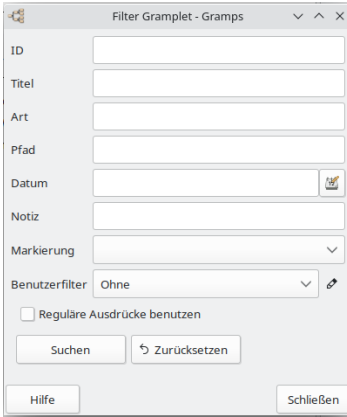 Filter Gramplet - Gramps
ID
Titel
Art
Pfad
Datum
Notiz
Markierung
Benutzerfilter Ohne
Reguläre Ausdrücke benutzen
Suchen Zurücksetzen
Hilfe Schließen